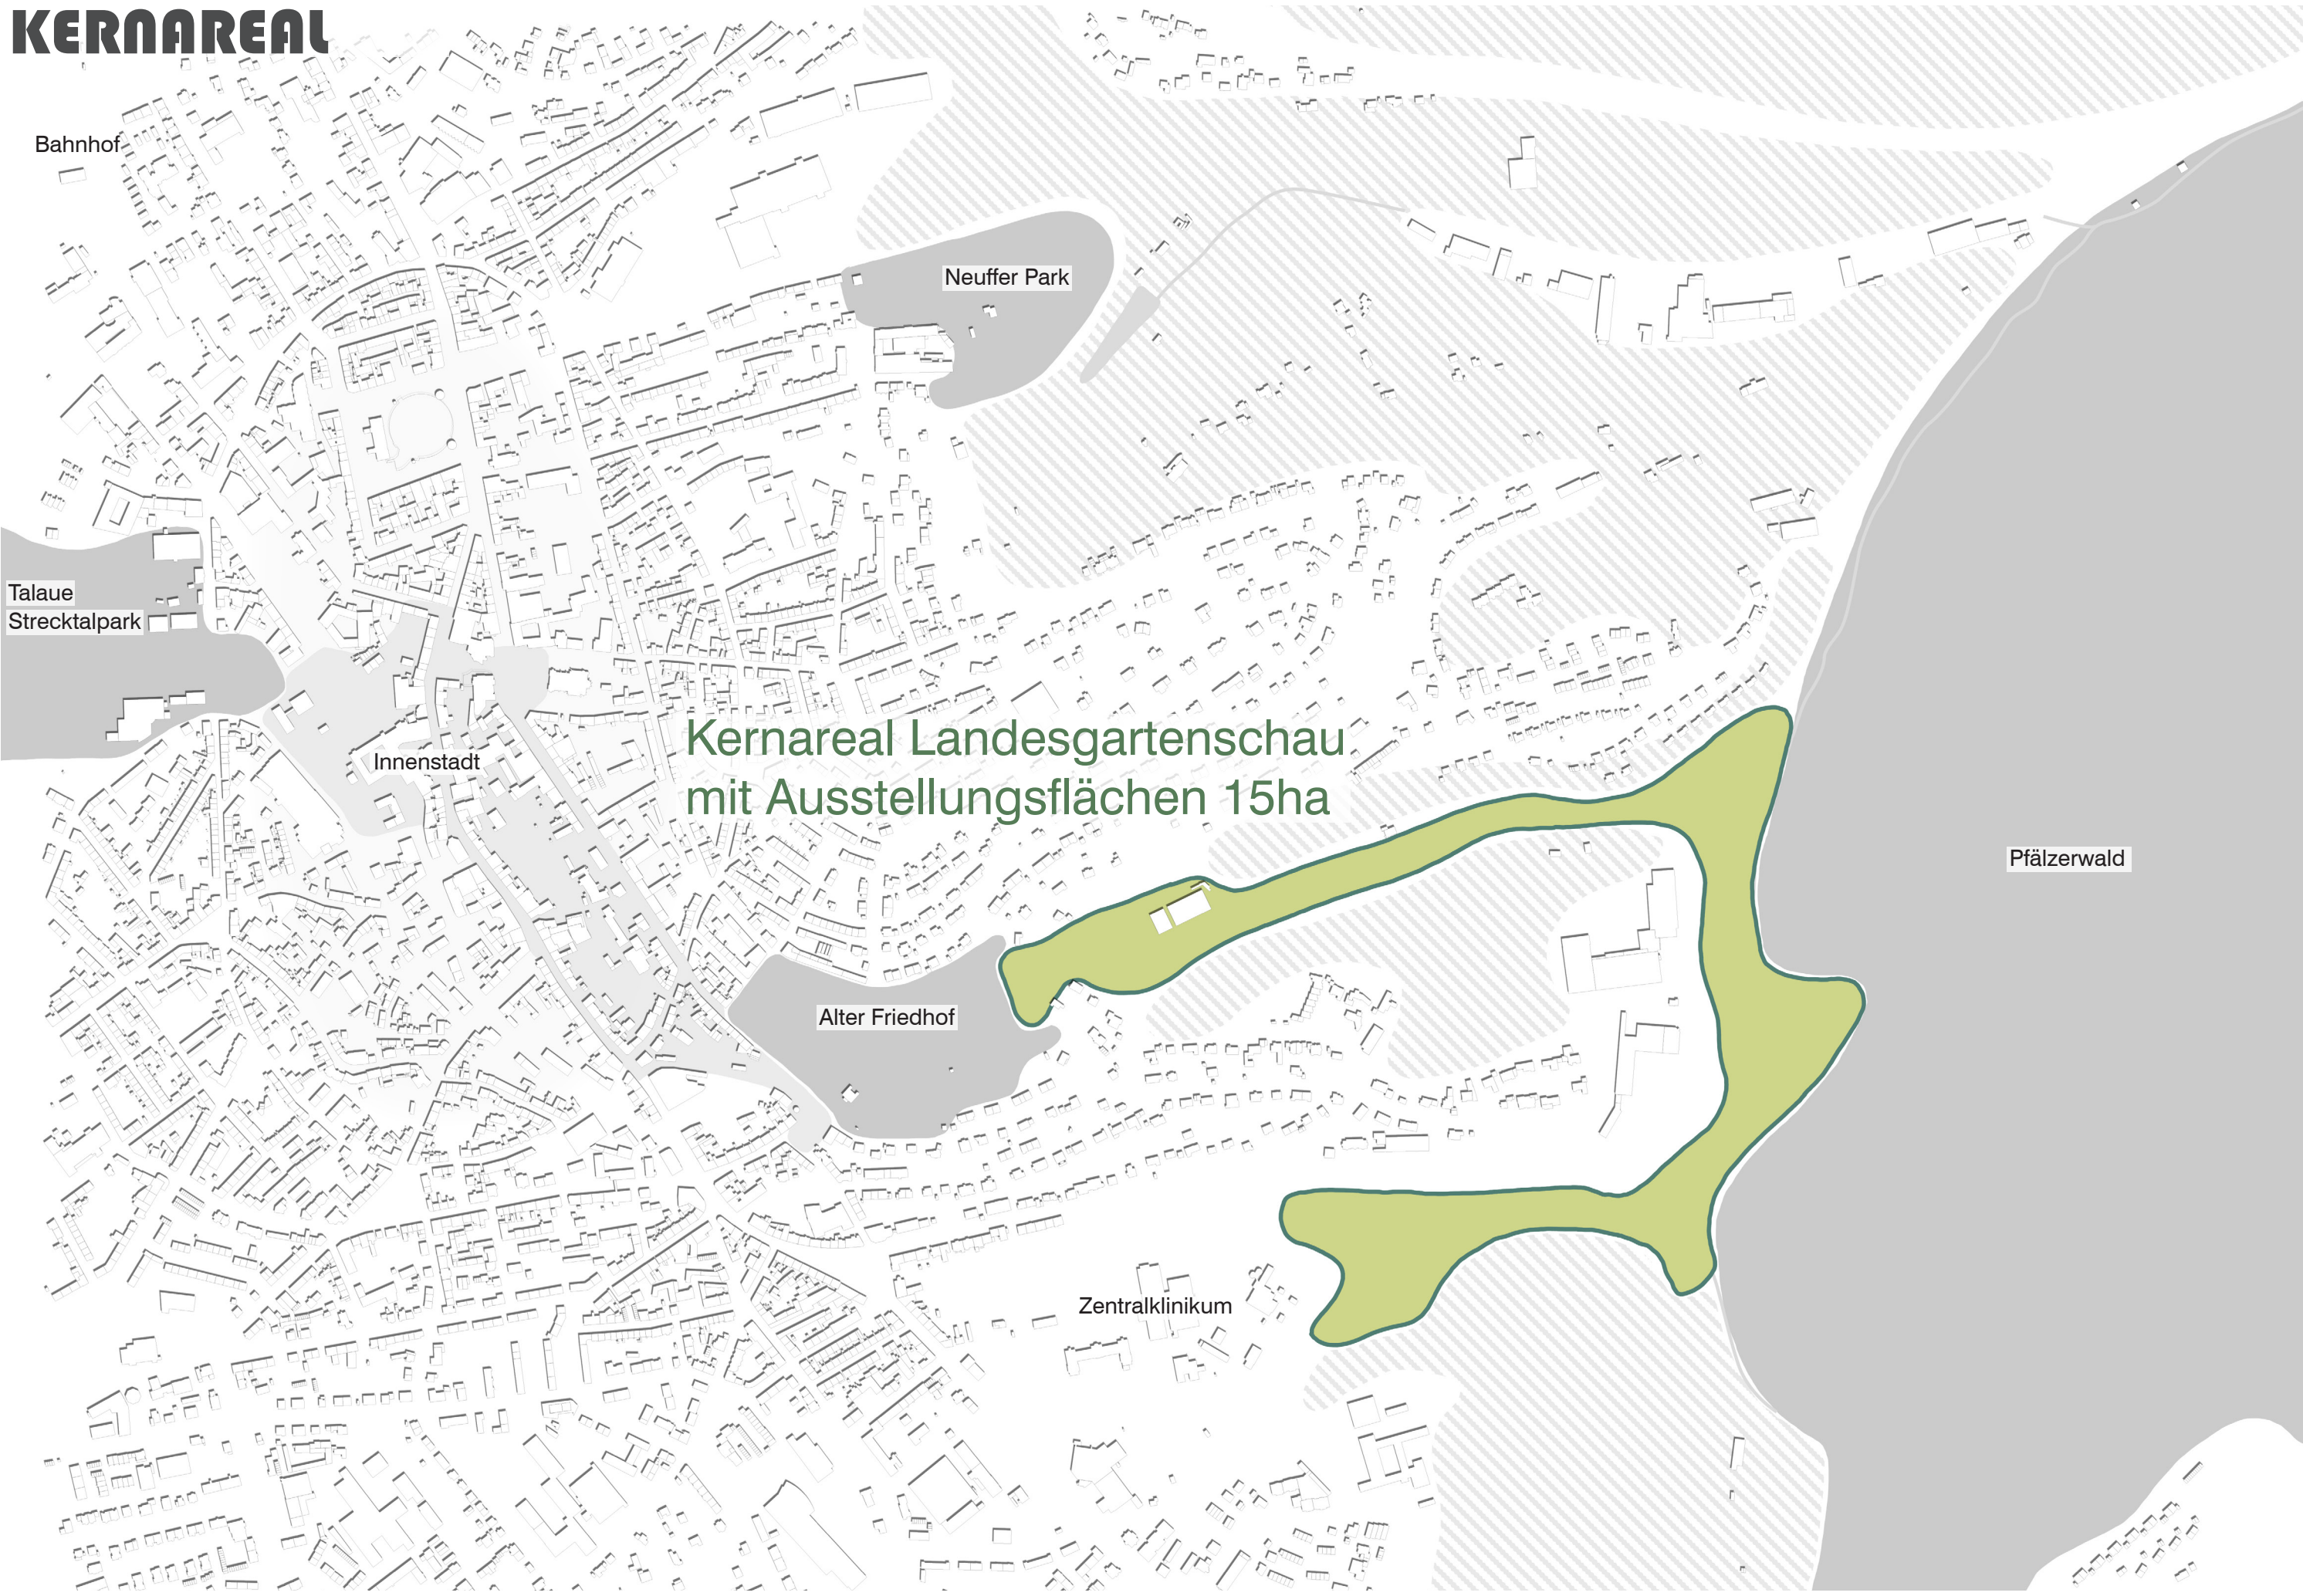 KERNAREAL
Bahnhof
Neuffer Park
Talaue
Strecktalpark
Kernareal Landesgartenschau
mit Ausstellungsflächen 15ha
Innenstadt
Pfälzerwald
Alter Friedhof
Zentralklinikum